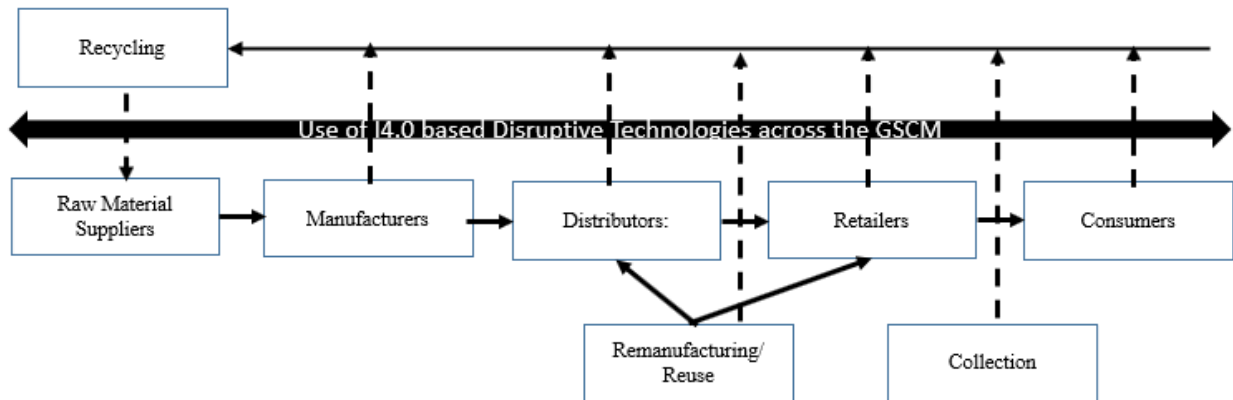 Recycling
Use of I4.0 based Disruptive Technologies across the GSCM
Raw Material
Suppliers
Manufacturers
Distributors:
Retailers
Consumers
Remanufacturing/
Reuse
Collection